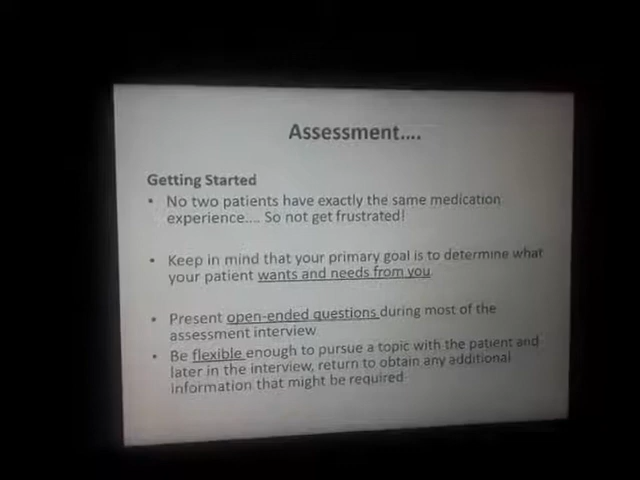 Assessment....
Getting Started
• No two patients have exactly the same medication
experience.... So not get frustrated!
• Keep in mind that your primary goal is to determine what
your patient wants and needs from you
• Present open-ended questions during most of the
assessment interview
• Be flexible enough to pursue a topic with the patient and
later in the interview, return to obtain any additional
information that might be required